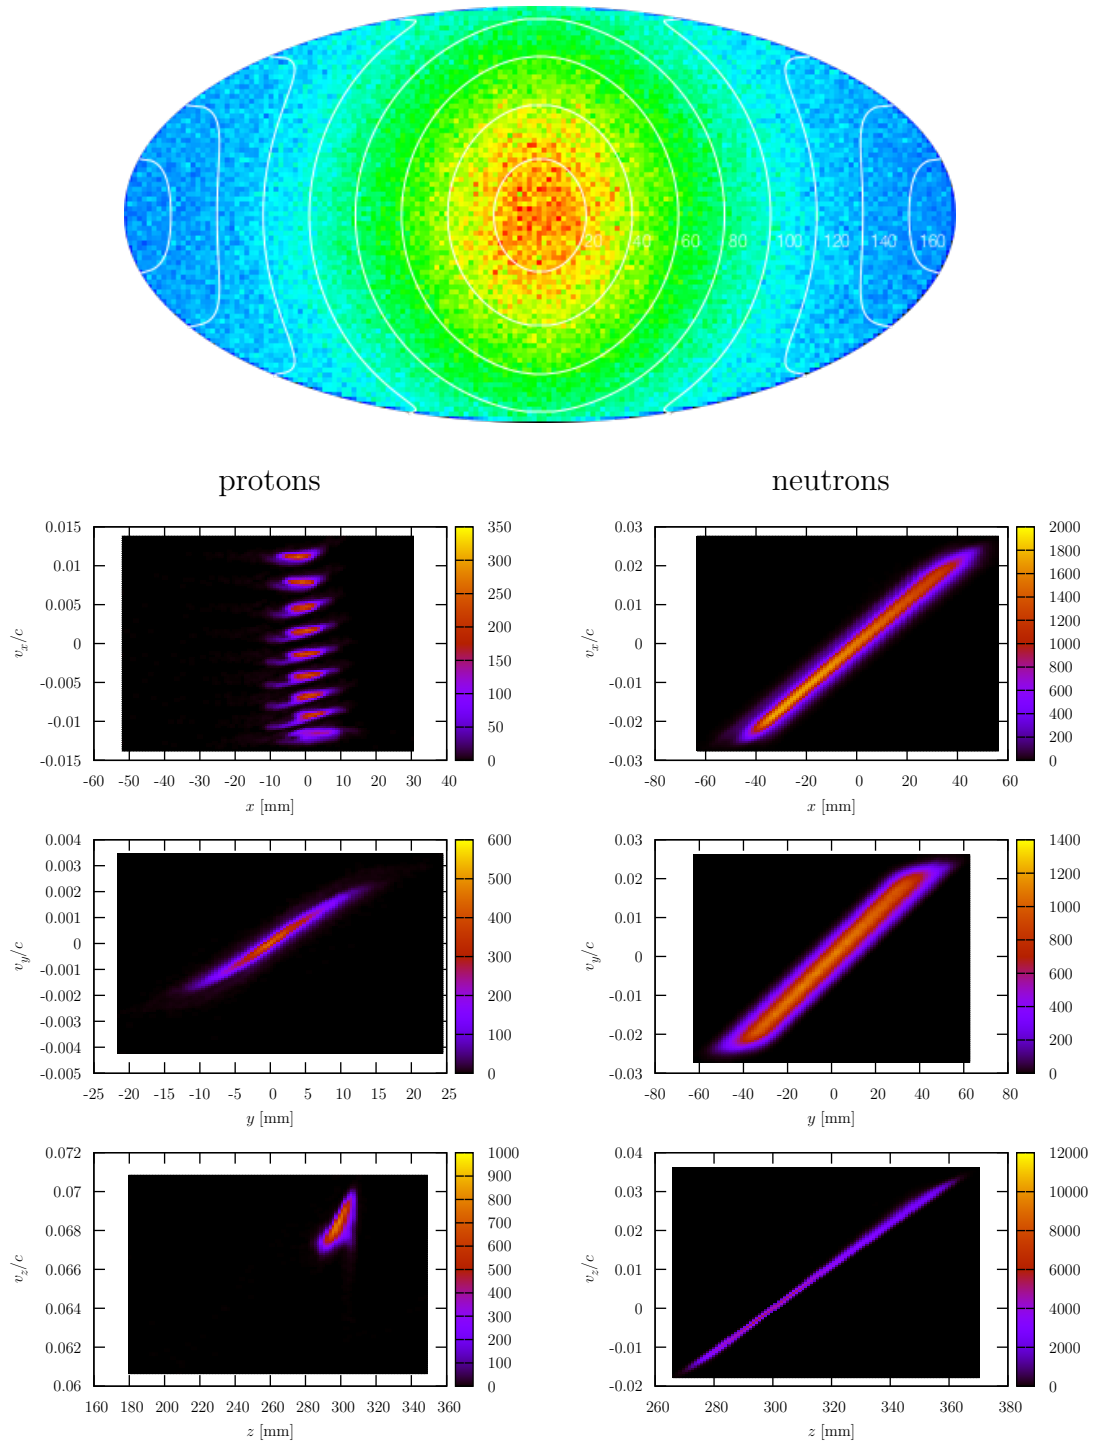 20 40 60 80 100 120 140 160
protons neutrons
0.015 0.01 0.005 0 -0.005 -0.01 -0.015
v_x/c
-60 -50 -40 -30 -20 -10 0 10 20 30 40
x [mm]
350 300 250 200 150 100 50 0
0.03 0.02 0.01 0 -0.01 -0.02 -0.03
v_x/c
-80 -60 -40 -20 0 20 40 60
x [mm]
2000 1800 1600 1400 1200 1000 800 600 400 200 0
0.004 0.003 0.002 0.001 0 -0.001 -0.002 -0.003 -0.004 -0.005
v_y/c
-25 -20 -15 -10 -5 0 5 10 15 20 25
y [mm]
600 500 400 300 200 100 0
0.03 0.02 0.01 0 -0.01 -0.02 -0.03
v_y/c
-80 -60 -40 -20 0 20 40 60 80
y [mm]
1400 1200 1000 800 600 400 200 0
0.072 0.07 0.068 0.066 0.064 0.062 0.06
v_z/c
160 180 200 220 240 260 280 300 320 340 360
z [mm]
1000 900 800 700 600 500 400 300 200 100 0
0.04 0.03 0.02 0.01 0 -0.01 -0.02
v_z/c
260 280 300 320 340 360 380
z [mm]
12000 10000 8000 6000 4000 2000 0